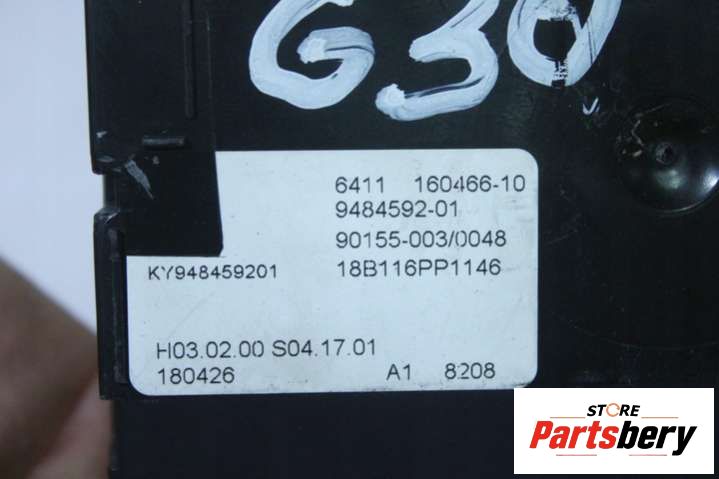 G30
6411 160466-10
9484592-01
90155-003/0048
KY948459201 18B116PP1146
H03.02.00 S04.17.01
180426 A1 8208
STORE
Partsbery